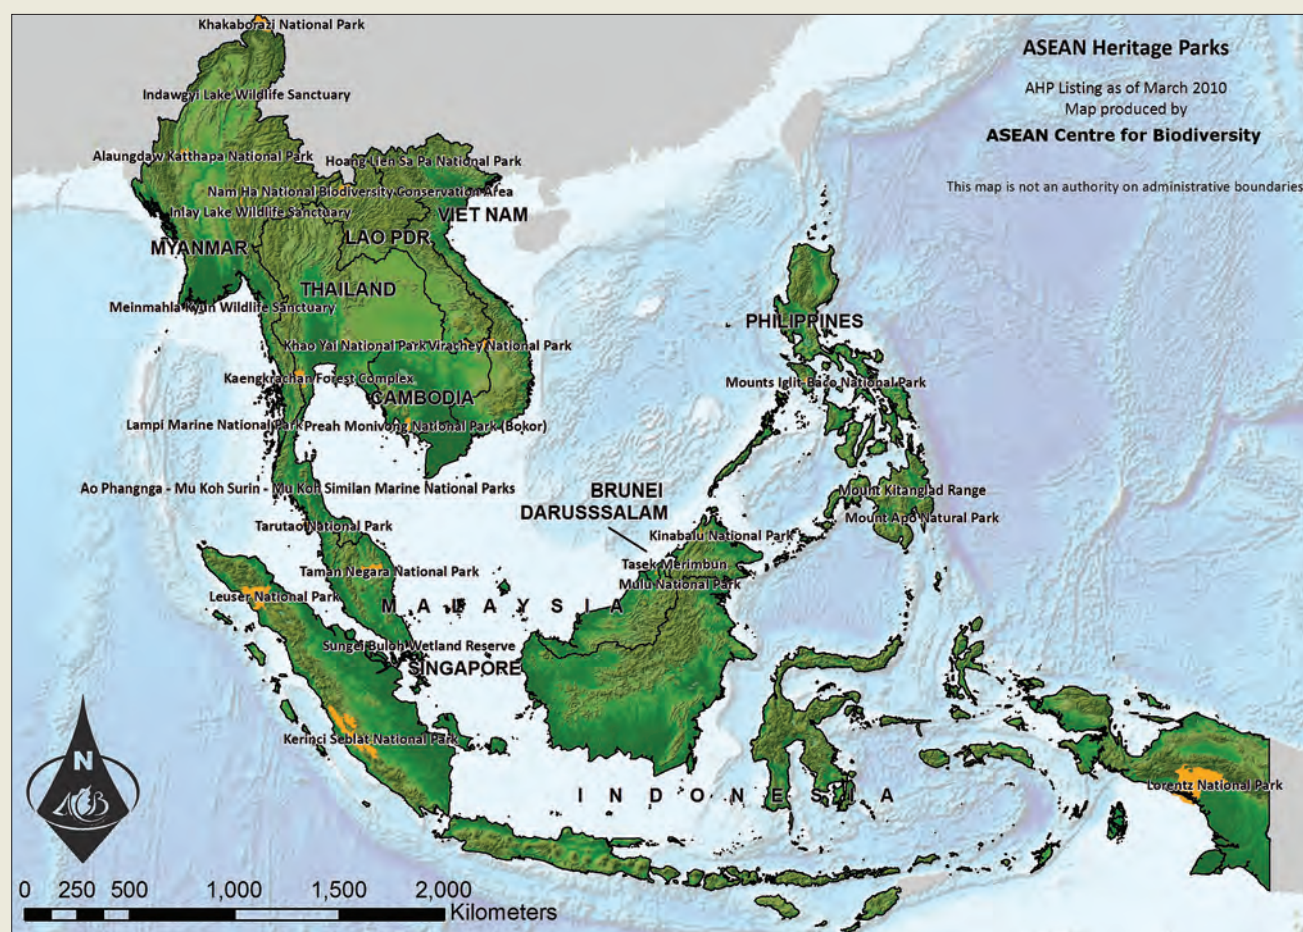 Khakaborazi National Park
ASEAN Heritage Parks
AHP Listing as of March 2010
Map produced by
ASEAN Centre for Biodiversity
This map is not an authority on administrative boundaries
Indawgyi Lake Wildlife Sanctuary
Alaungdaw Katthapa National Park
Hoang Lien Sa Pa National Park
Nam Ha National Biodiversity Conservation Area
Inlay Lake Wildlife Sanctuary
VIET NAM
LAO PDR
MYANMAR
THAILAND
Meinmahla Kyun Wildlife Sanctuary
PHILIPPINES
Khao Yai National Park
Virachey National Park
Kaengkrachan Forest Complex
Mounts Iglit-Baco National Park
CAMBODIA
Lampi Marine National Park
Preah Monivong National Park (Bokor)
Ao Phangnga - Mu Koh Surin - Mu Koh Similan Marine National Parks
BRUNEI
DARUSSSALAM
Mount Kitanglad Range
Mount Apo Natural Park
Tarutao National Park
Kinabalu National Park
Tasek Merimbun
Taman Negara National Park
Mulu National Park
Leuser National Park
MALAYSIA
Sungei Buloh Wetland Reserve
SINGAPORE
Kerinci Seblat National Park
N
ACB
Lorentz National Park
INDONESIA
0 250 500 1,000 1,500 2,000
Kilometers